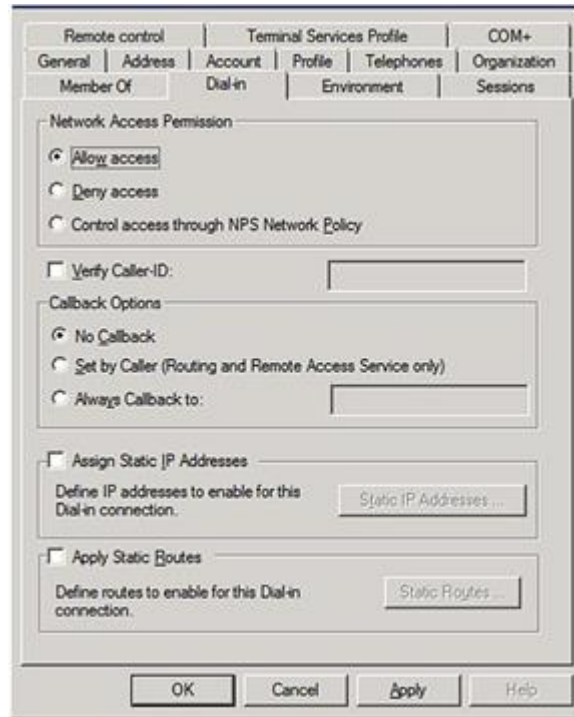 Remote control Terminal Services Profile COM+
General Address Account Profile Telephones Organization
Member Of Dial-in Environment Sessions
Network Access Permission
Allow access
Deny access
Control access through NPS Network Policy
Verify Caller-ID:
Callback Options
No Callback
Set by Caller (Routing and Remote Access Service only)
Always Callback to:
Assign Static IP Addresses
Define IP addresses to enable for this
Dial-in connection.
Static IP Addresses ...
Apply Static Routes
Define routes to enable for this Dial-in
connection.
Static Routes ...
OK Cancel Apply Help